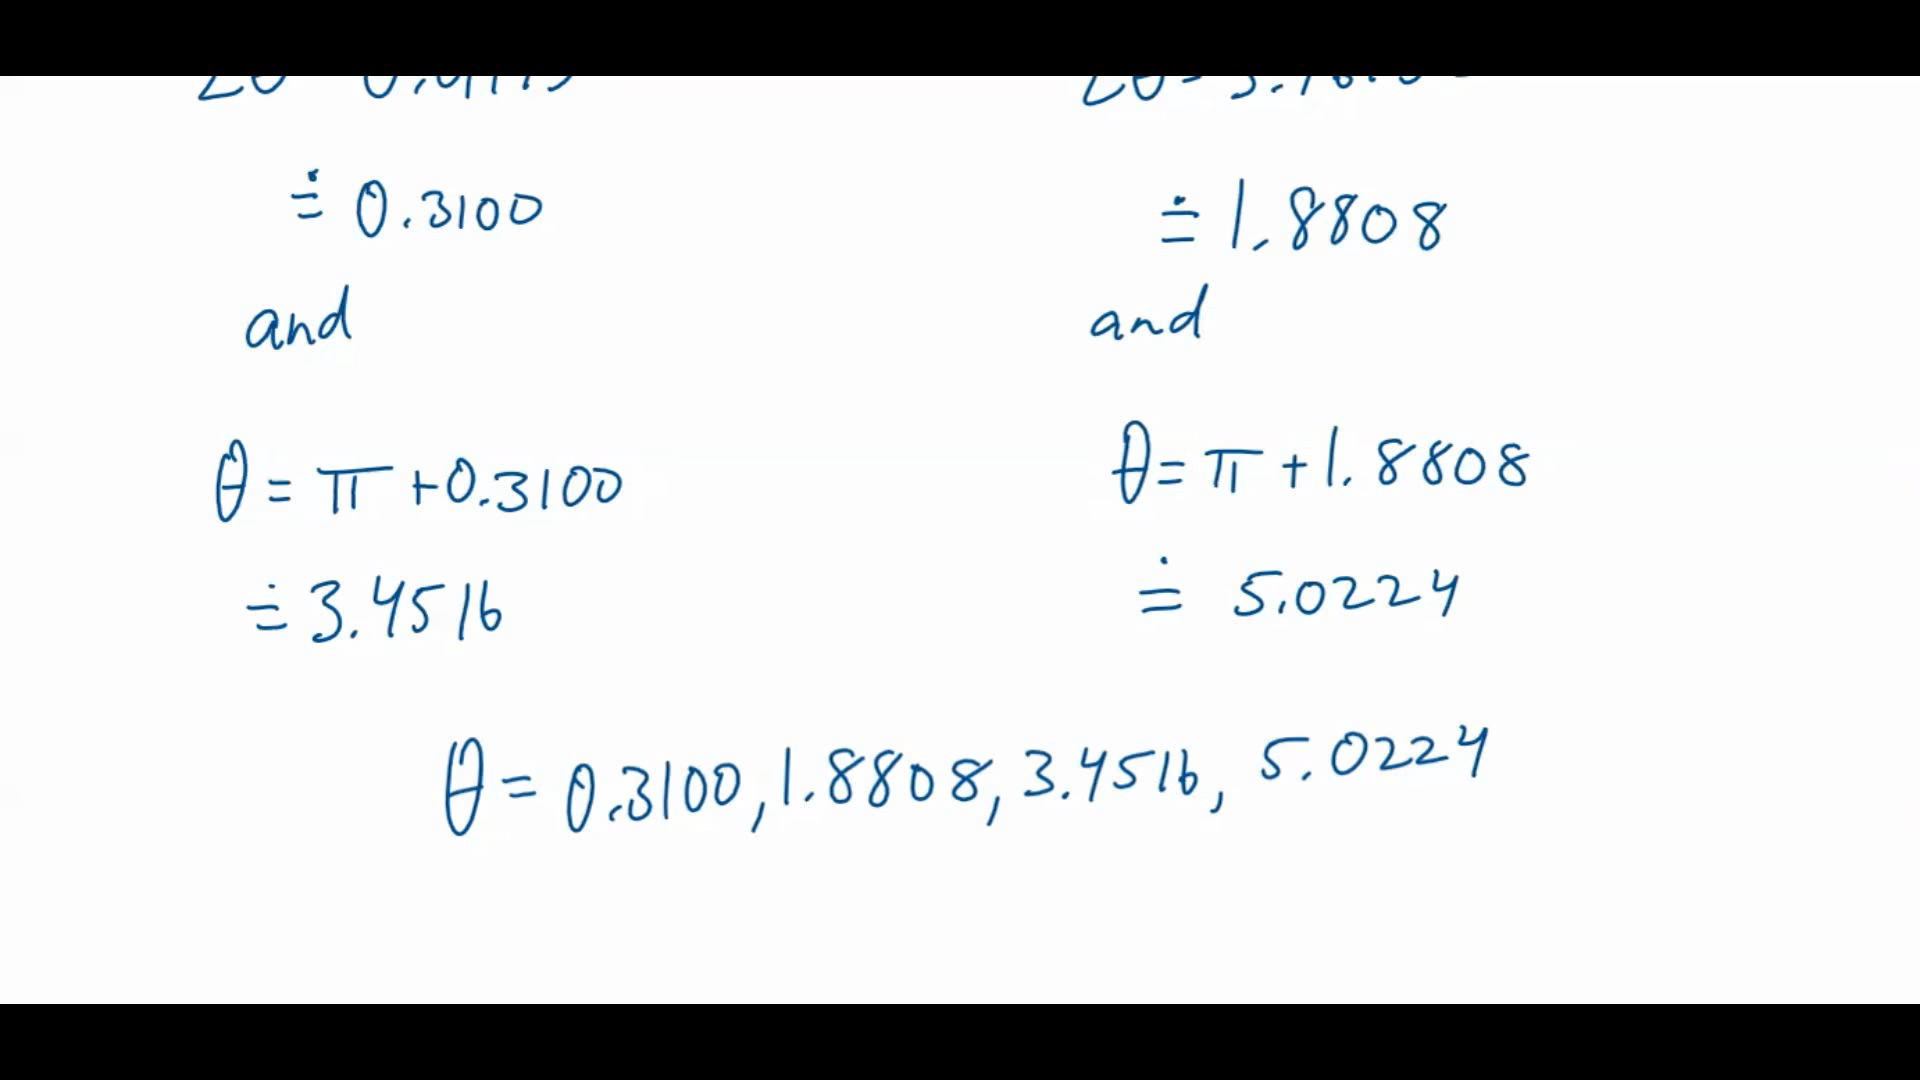 ≐ 0.3100
and
θ = π + 0.3100
≐ 3.4516
≐ 1.8808
and
θ = π + 1.8808
≐ 5.0224
θ = 0.3100, 1.8808, 3.4516, 5.0224